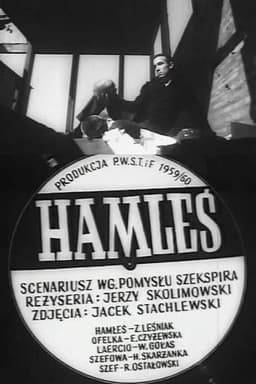 PRODUKCJA P.W.S.T.iF 1959/60
HAMLEŚ
SCENARIUSZ WG. POMYSŁU SZEKSPIRA
REŻYSERIA: JERZY SKOLIMOWSKI
ZDJĘCIA: JACEK STACHLEWSKI
HAMLEŚ-Z.LEŚNIAK
OFELKA-E.CZYŻEWSKA
LAERCIO-W.GOŁAS
SZEFOWA-H.SKARŻANKA
SZEF-R.OSTAŁOWSKI